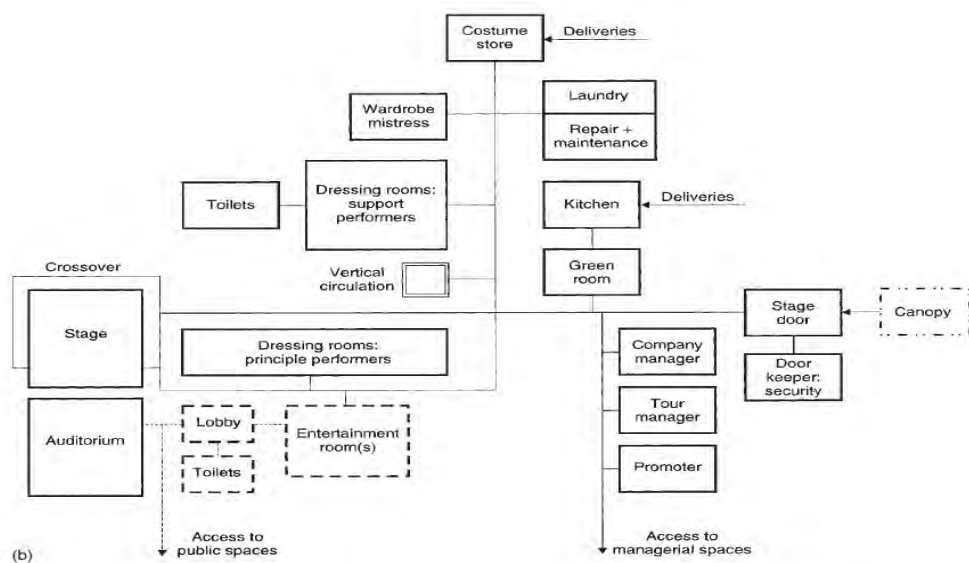 Costume
store
Deliveries
Wardrobe
mistress
Laundry
Repair +
maintenance
Toilets
Dressing rooms:
support
performers
Kitchen
Deliveries
Crossover
Vertical
circulation
Green
room
Stage
Dressing rooms:
principle performers
Stage
door
Canopy
Company
manager
Door
keeper:
security
Auditorium
Lobby
Entertainment
room(s)
Tour
manager
Toilets
Promoter
(b)
Access to
public spaces
Access to
managerial spaces